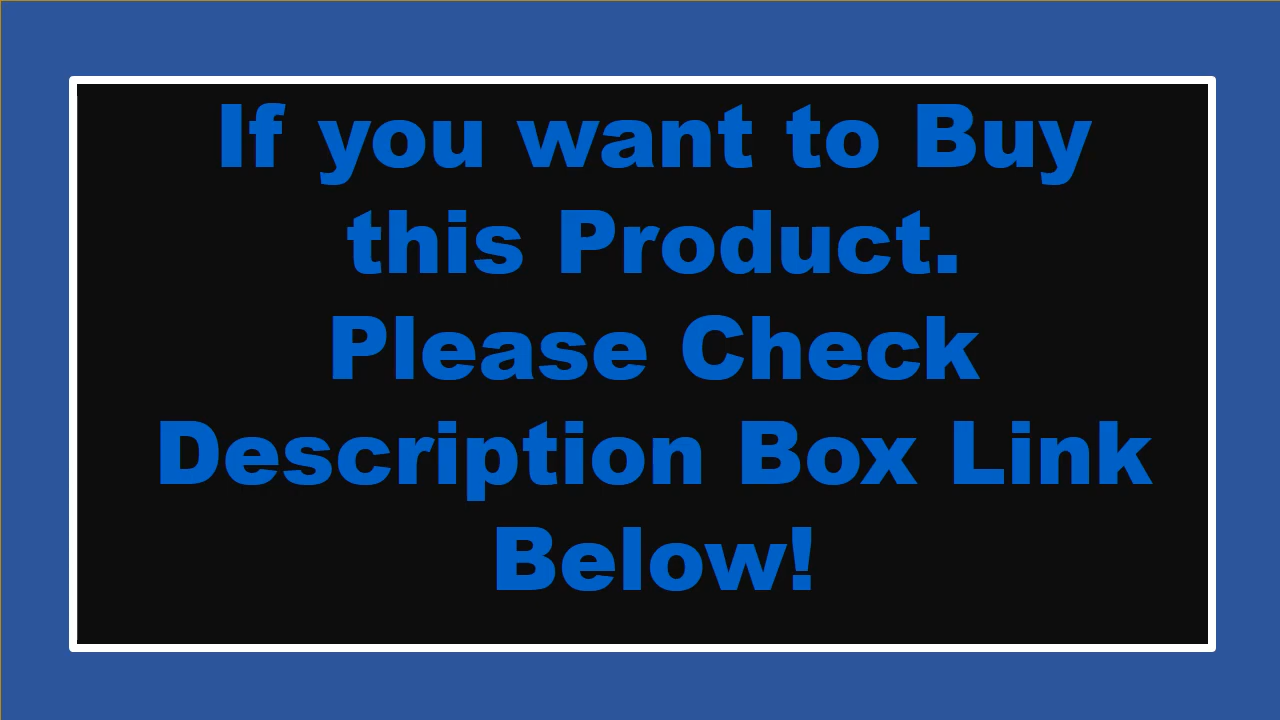 If you want to Buy
this Product.
Please Check
Description Box Link
Below!